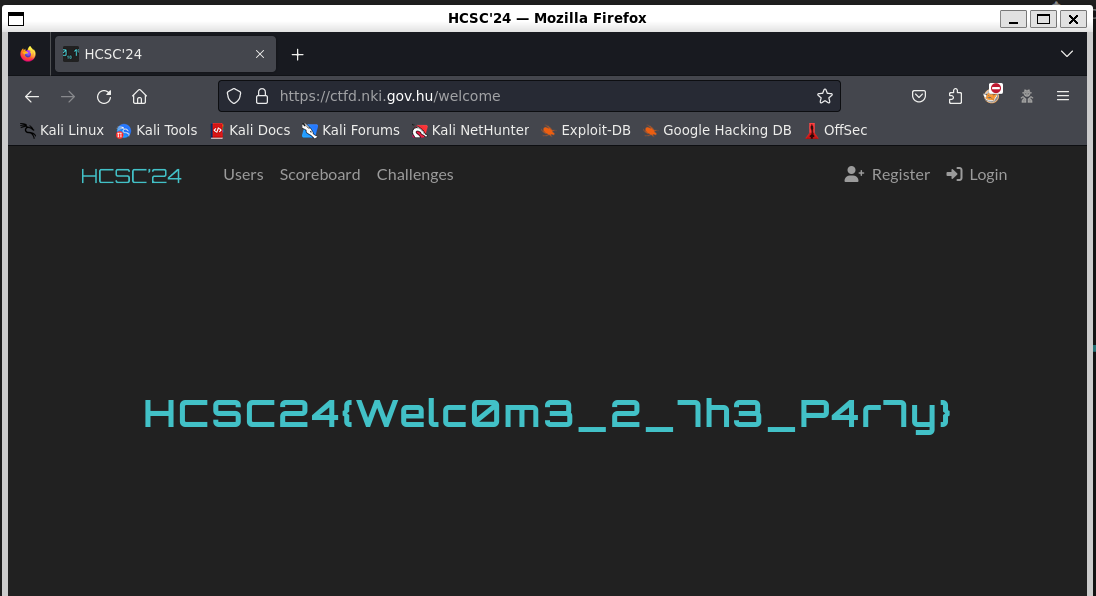 HCSC'24 — Mozilla Firefox
HCSC'24
https://ctfd.nki.gov.hu/welcome
Kali Linux Kali Tools Kali Docs Kali Forums Kali NetHunter Exploit-DB Google Hacking DB OffSec
HCSC'24 Users Scoreboard Challenges Register Login
HCSC24{Welc0m3_2_7h3_P4r7y}